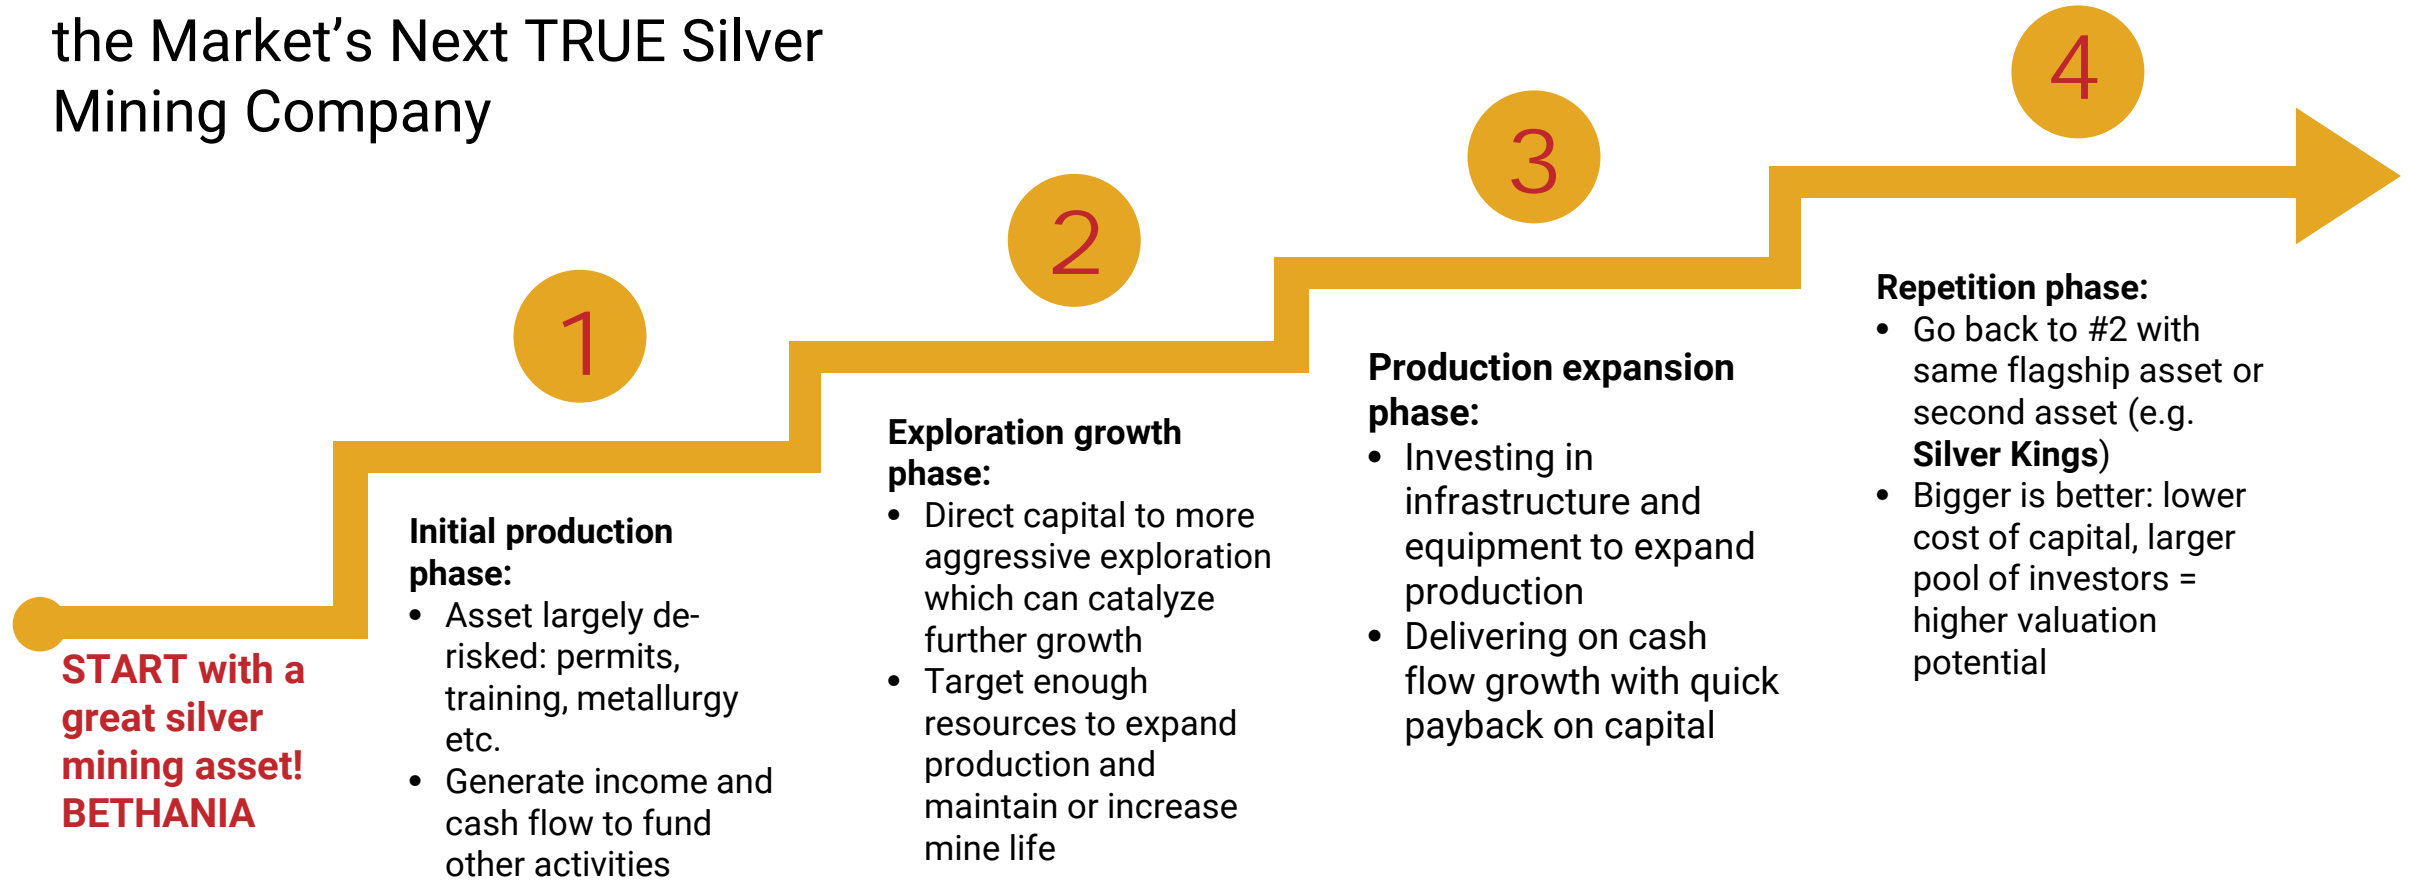 the Market’s Next TRUE Silver
Mining Company
START with a
great silver
mining asset!
BETHANIA
1
Initial production
phase:
• Asset largely de-
risked: permits,
training, metallurgy
etc.
• Generate income and
cash flow to fund
other activities
2
Exploration growth
phase:
• Direct capital to more
aggressive exploration
which can catalyze
further growth
• Target enough
resources to expand
production and
maintain or increase
mine life
3
Production expansion
phase:
• Investing in
infrastructure and
equipment to expand
production
• Delivering on cash
flow growth with quick
payback on capital
4
Repetition phase:
• Go back to #2 with
same flagship asset or
second asset (e.g.
Silver Kings)
• Bigger is better: lower
cost of capital, larger
pool of investors =
higher valuation
potential